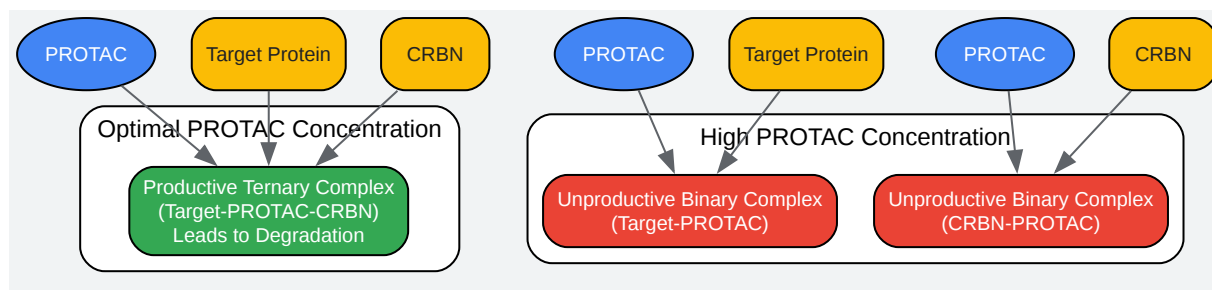 PROTAC
Target Protein
CRBN
Optimal PROTAC Concentration
Productive Ternary Complex
(Target-PROTAC-CRBN)
Leads to Degradation
PROTAC
Target Protein
PROTAC
CRBN
High PROTAC Concentration
Unproductive Binary Complex
(Target-PROTAC)
Unproductive Binary Complex
(CRBN-PROTAC)